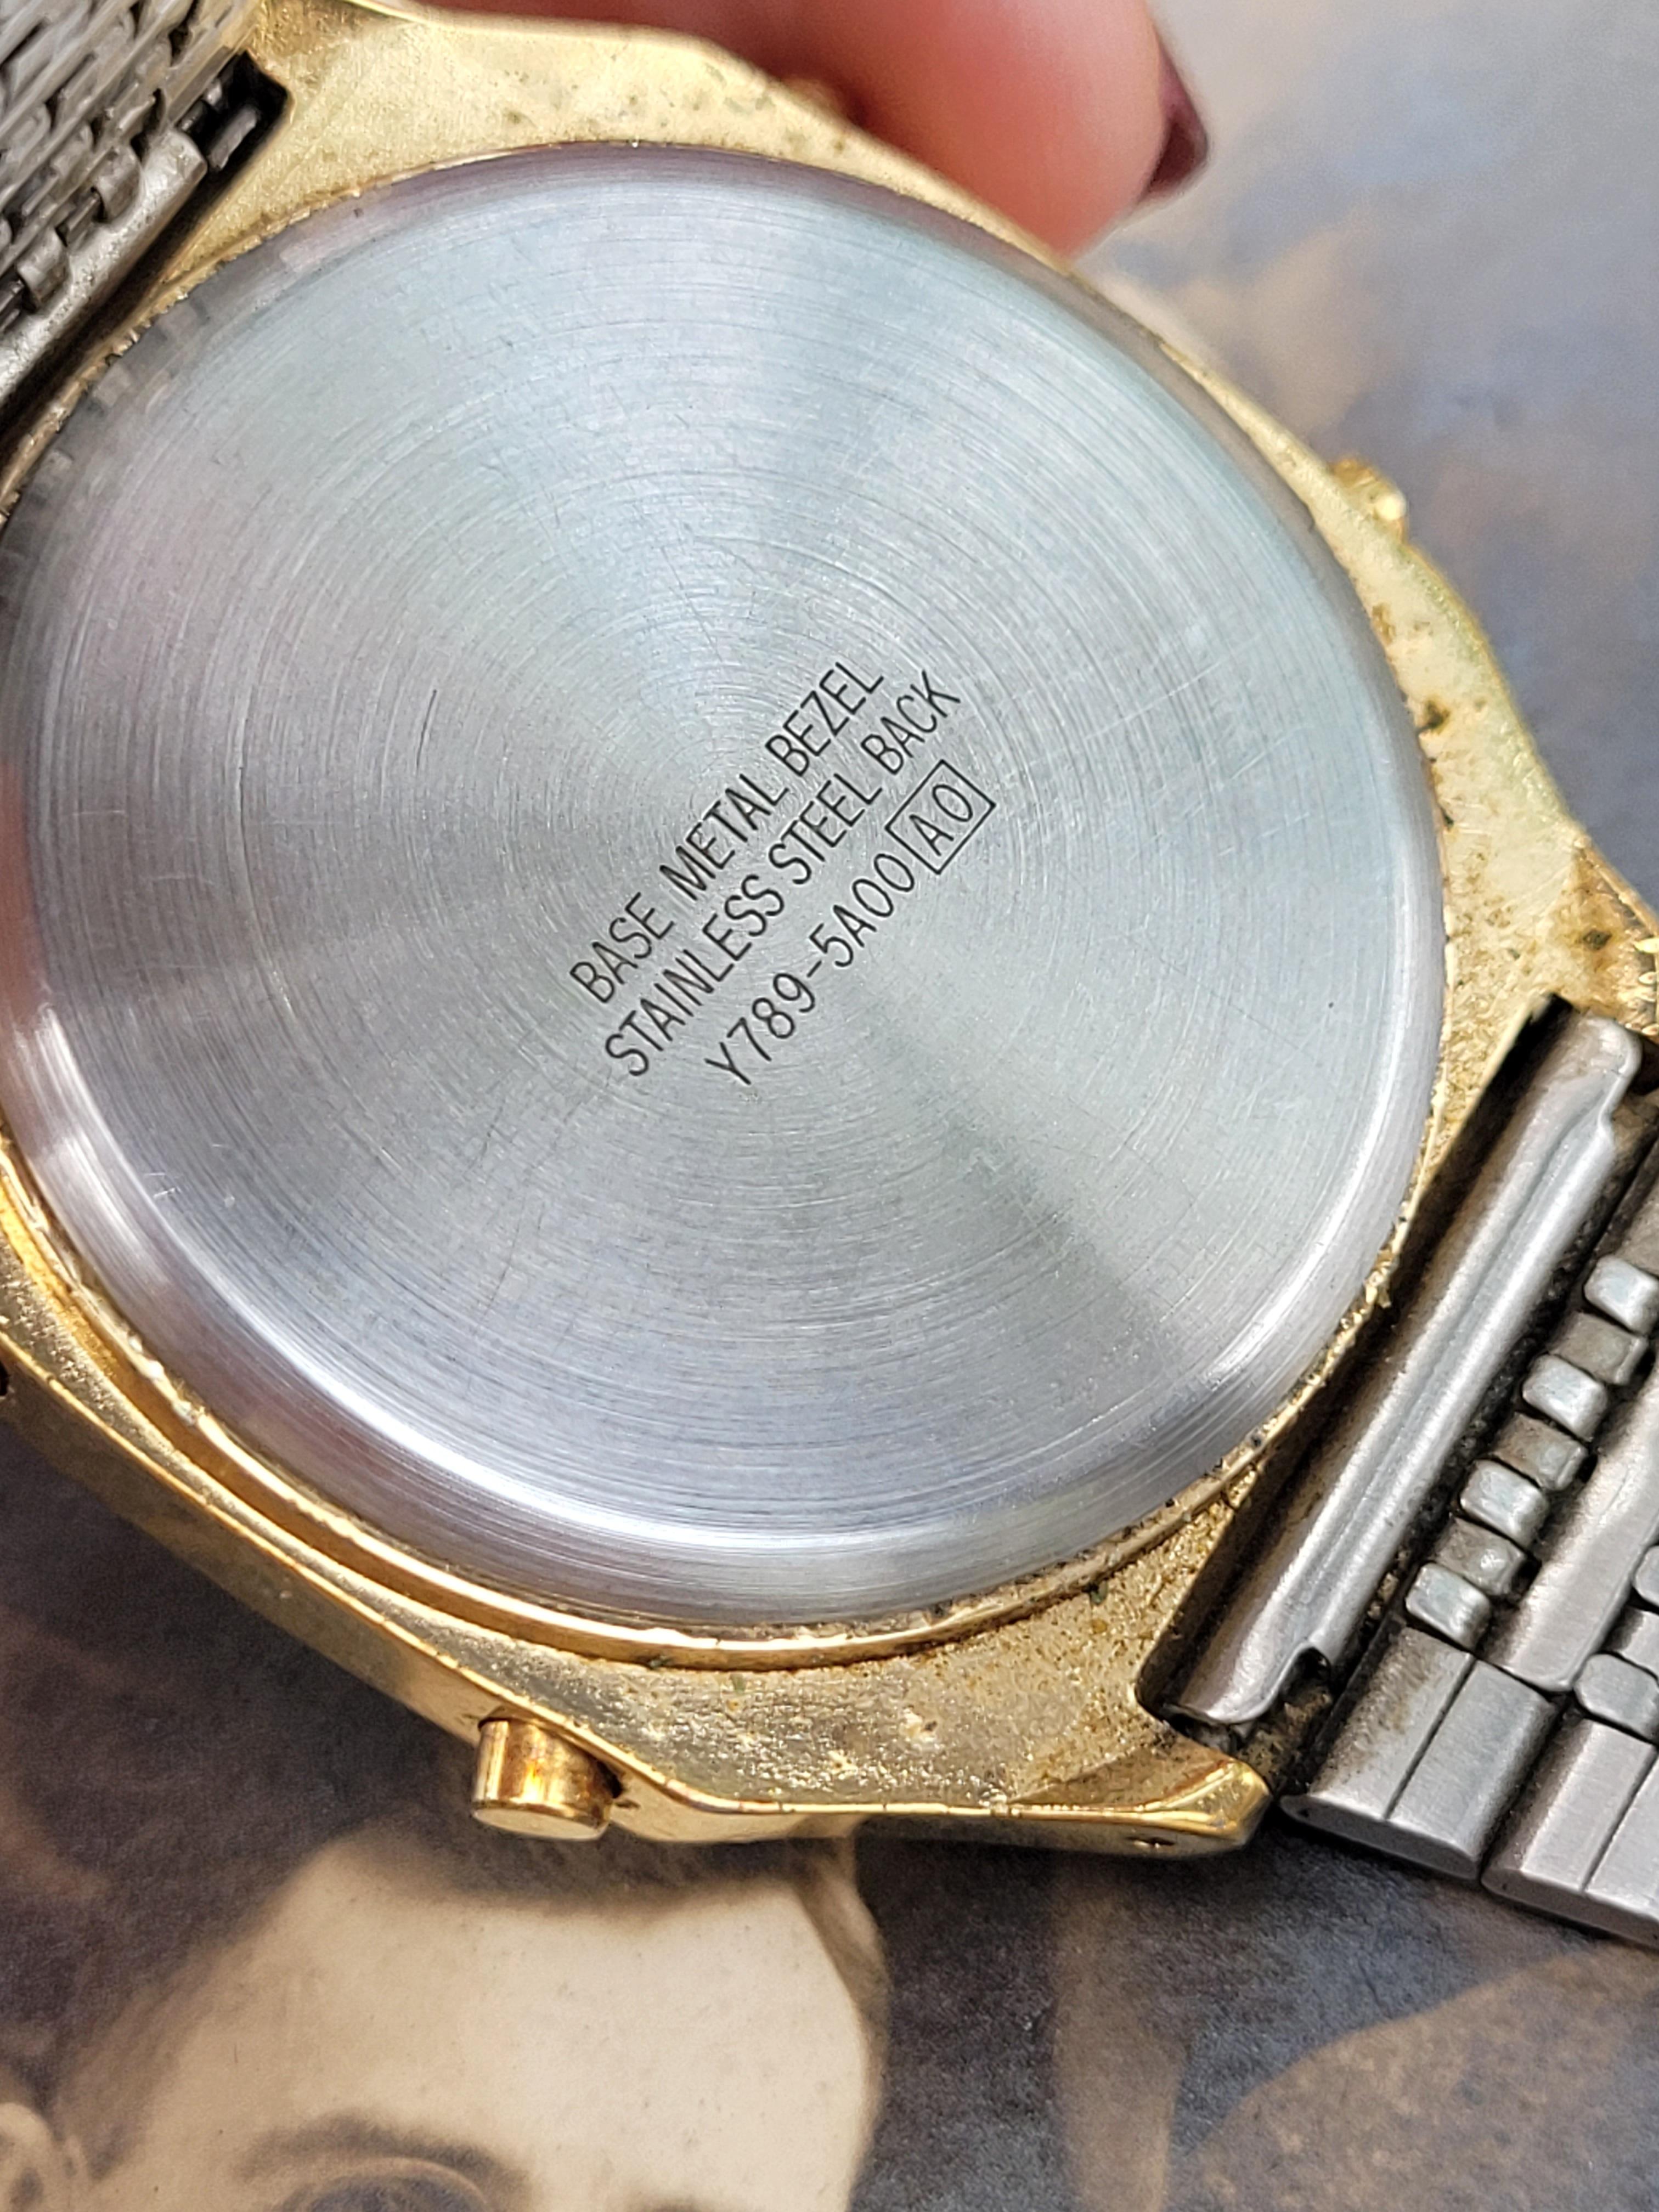 BASE METAL BEZEL
STAINLESS STEEL BACK
Y789-5A00 A0